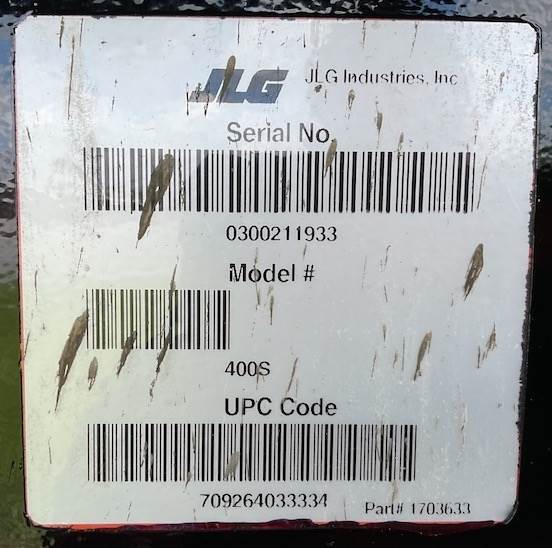 JLG JLG Industries, Inc
Serial No.
0300211933
Model #
400S
UPC Code
709264033334 Part# 1703633